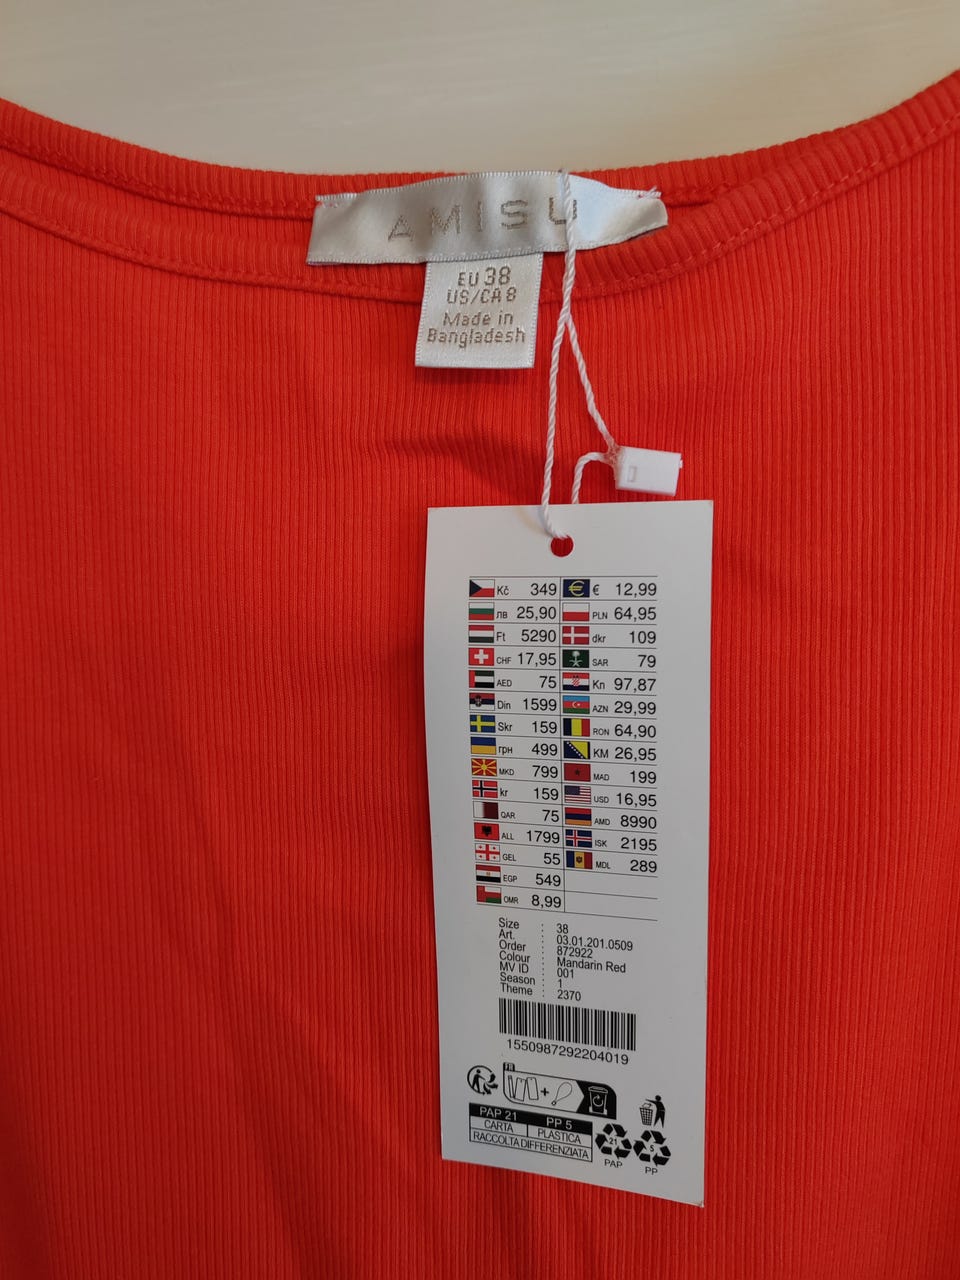 AMISU
EU 38
US/CA 8
Made in
Bangladesh
Kč 349 € 12,99
лв 25,90 PLN 64,95
Ft 5290 dkr 109
CHF 17,95 SAR 79
AED 75 Kn 97,87
Din 1599 AZN 29,99
Skr 159 RON 64,90
грн 499 KM 26,95
MKD 799 MAD 199
kr 159 USD 16,95
QAR 75 AMD 8990
ALL 1799 ISK 2195
GEL 55 MDL 289
EGP 549
OMR 8,99
Size : 38
Art. : 03.01.201.0509
Order : 872922
Colour : Mandarin Red
MV ID : 001
Season : 1
Theme : 2370
1550987292204019
FR
+
PAP 21 PP 5
CARTA PLASTICA
RACCOLTA DIFFERENZIATA
21
PAP
5
PP